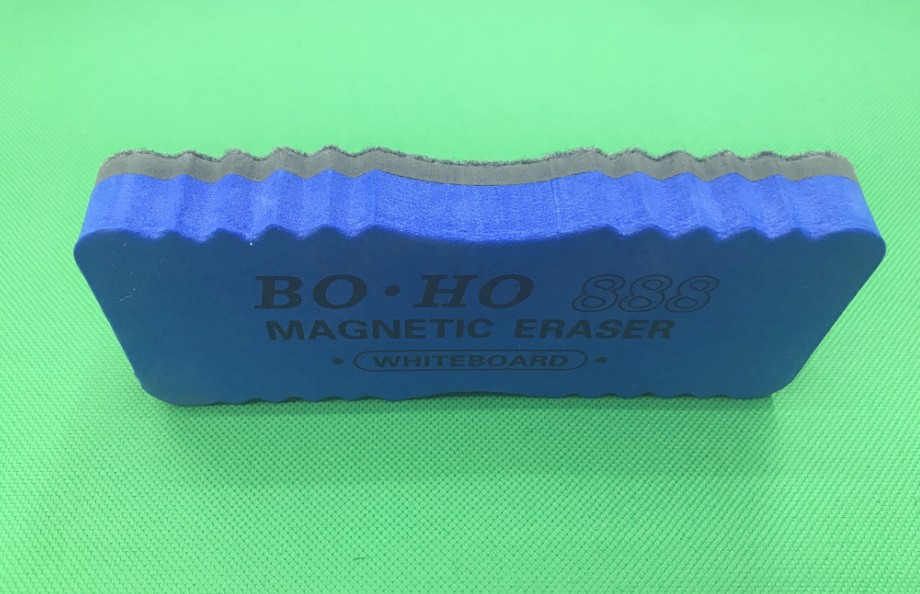 BO·HO 888
MAGNETIC ERASER
• WHITEBOARD •